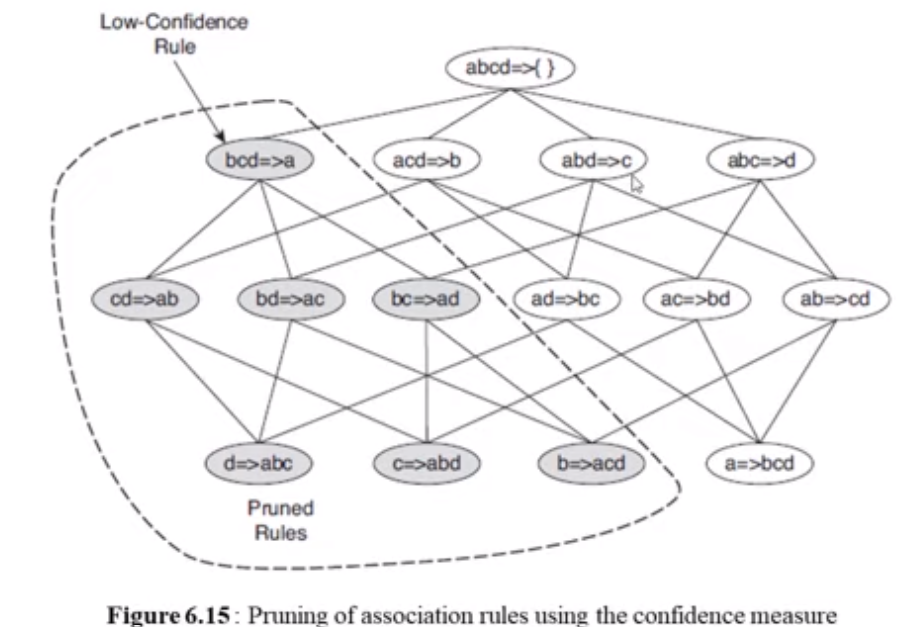 Low-Confidence
Rule
abcd=>{ }
bcd=>a
acd=>b
abd=>c
abc=>d
cd=>ab
bd=>ac
bc=>ad
ad=>bc
ac=>bd
ab=>cd
d=>abc
c=>abd
b=>acd
a=>bcd
Pruned
Rules
Figure 6.15: Pruning of association rules using the confidence measure